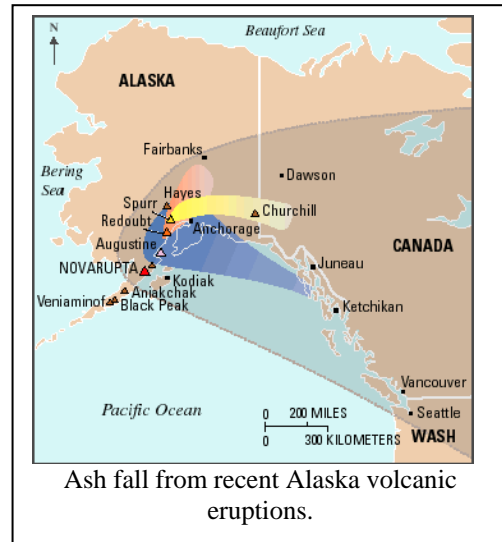 Beaufort Sea
N
ALASKA
Fairbanks
Dawson
Bering
Sea
Hayes
Spurr
Churchill
Redoubt
Anchorage
Augustine
CANADA
NOVARUPTA
Juneau
Kodiak
Aniakchak
Veniaminof
Black Peak
Ketchikan
Vancouver
Pacific Ocean
0 200 MILES
0 300 KILOMETERS
Seattle
WASH
Ash fall from recent Alaska volcanic
eruptions.